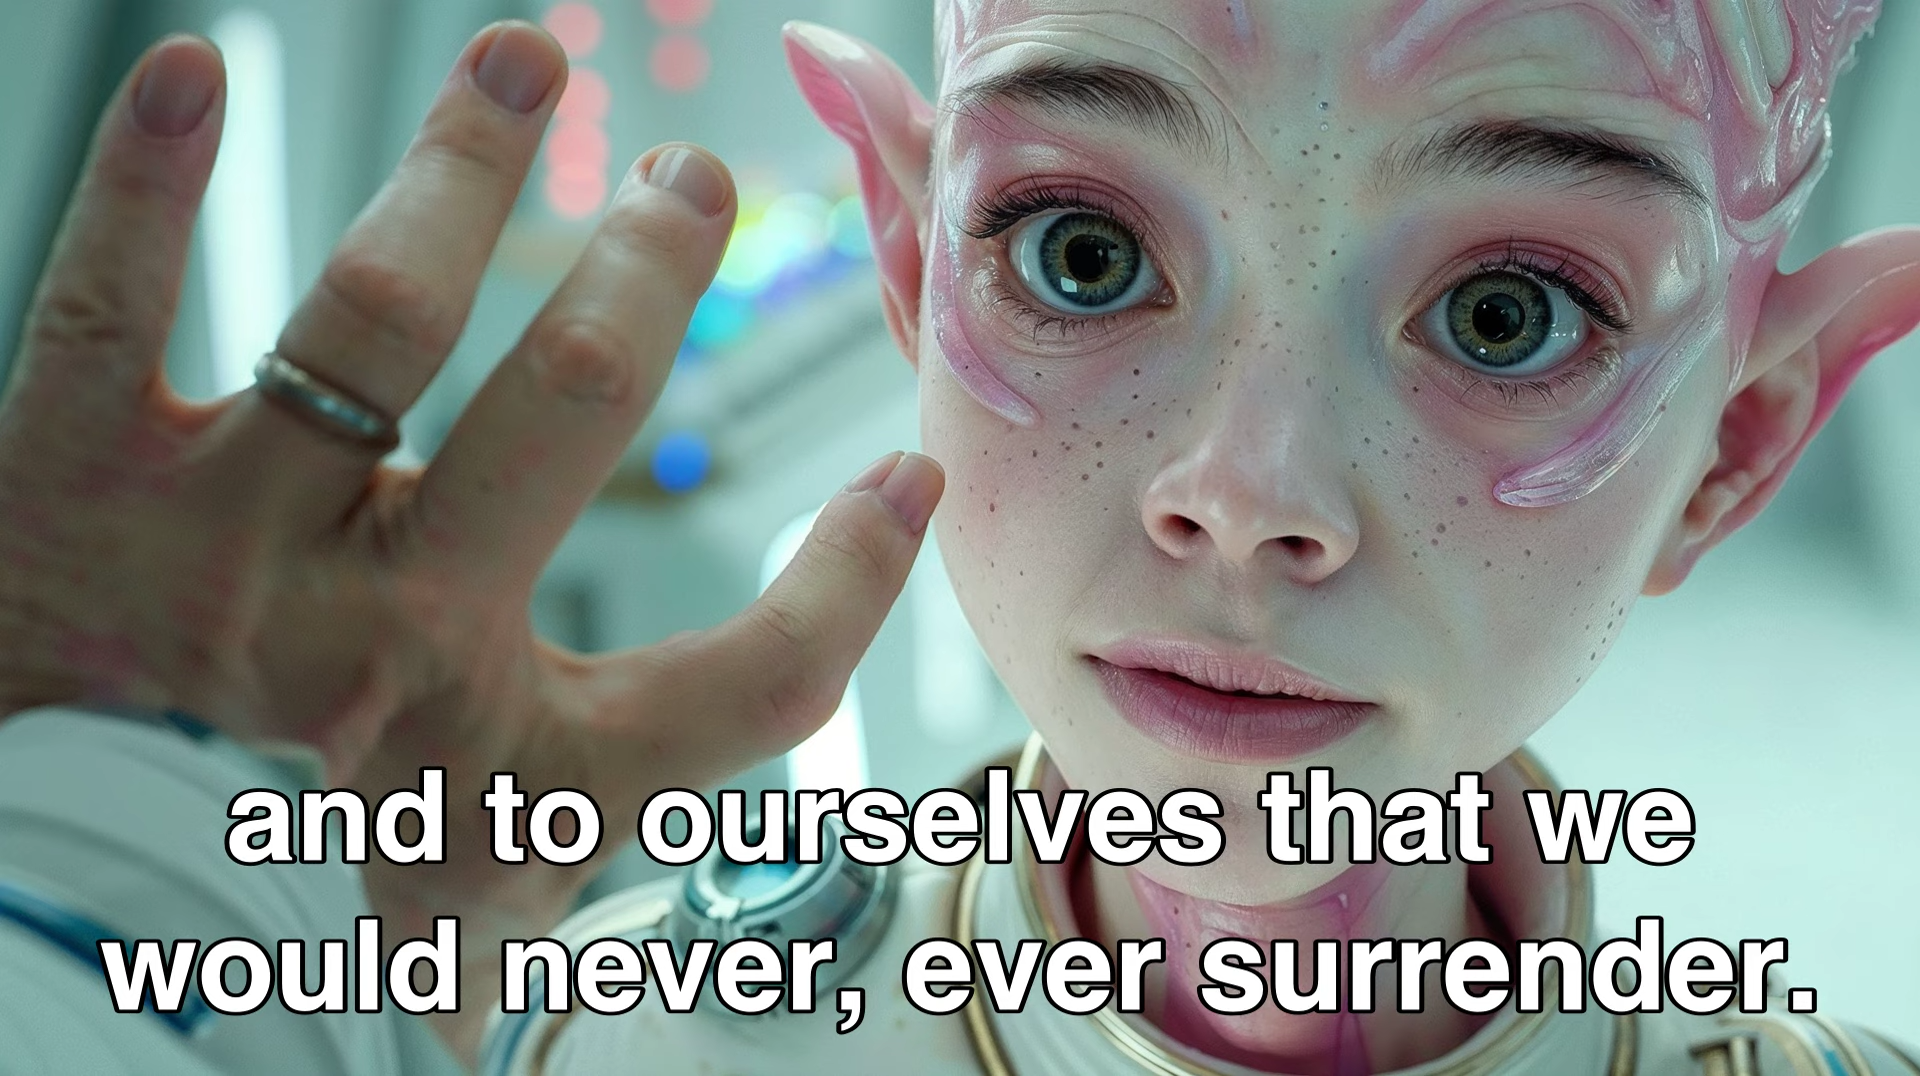 and to ourselves that we
would never, ever surrender.